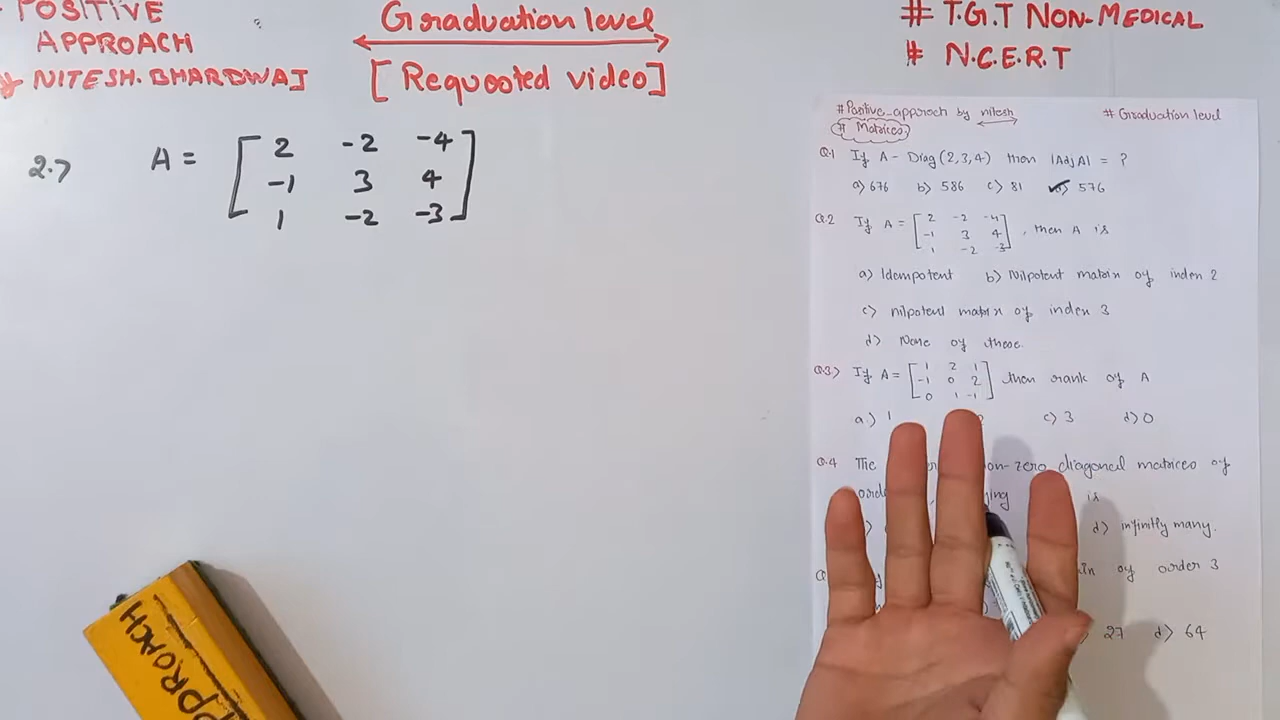 POSITIVE
APPROACH
NITESH.BHARDWAJ
Graduation level
[Requested video]
# T.G.T NON-MEDICAL
# N.C.E.R.T
2.7 A = [ 2 -2 -4
-1 3 4
1 -2 -3 ]
#Positive_approach by nitesh # Graduation level
# Matrices.
Q.1 If A - Diag (2,3,4) then |AdjA| = ?
a) 676 b) 586 c) 81 d) 576
Q.2 If A = [ 2 -2 -4
-1 3 4
1 -2 -3 ] , then A is
a) Idempotent b) Nilpotent matrix of index 2
c) nilpotent matrix of index 3
d) None of these.
Q.3) If A = [ 1 2 1
-1 0 2
0 1 -1 ] then rank of A
a) 1 c) 3 d) 0
Q.4 The non-zero diagonal matrices of
is
d) infinitly many.
of order 3
27 d) 64
APPROACH